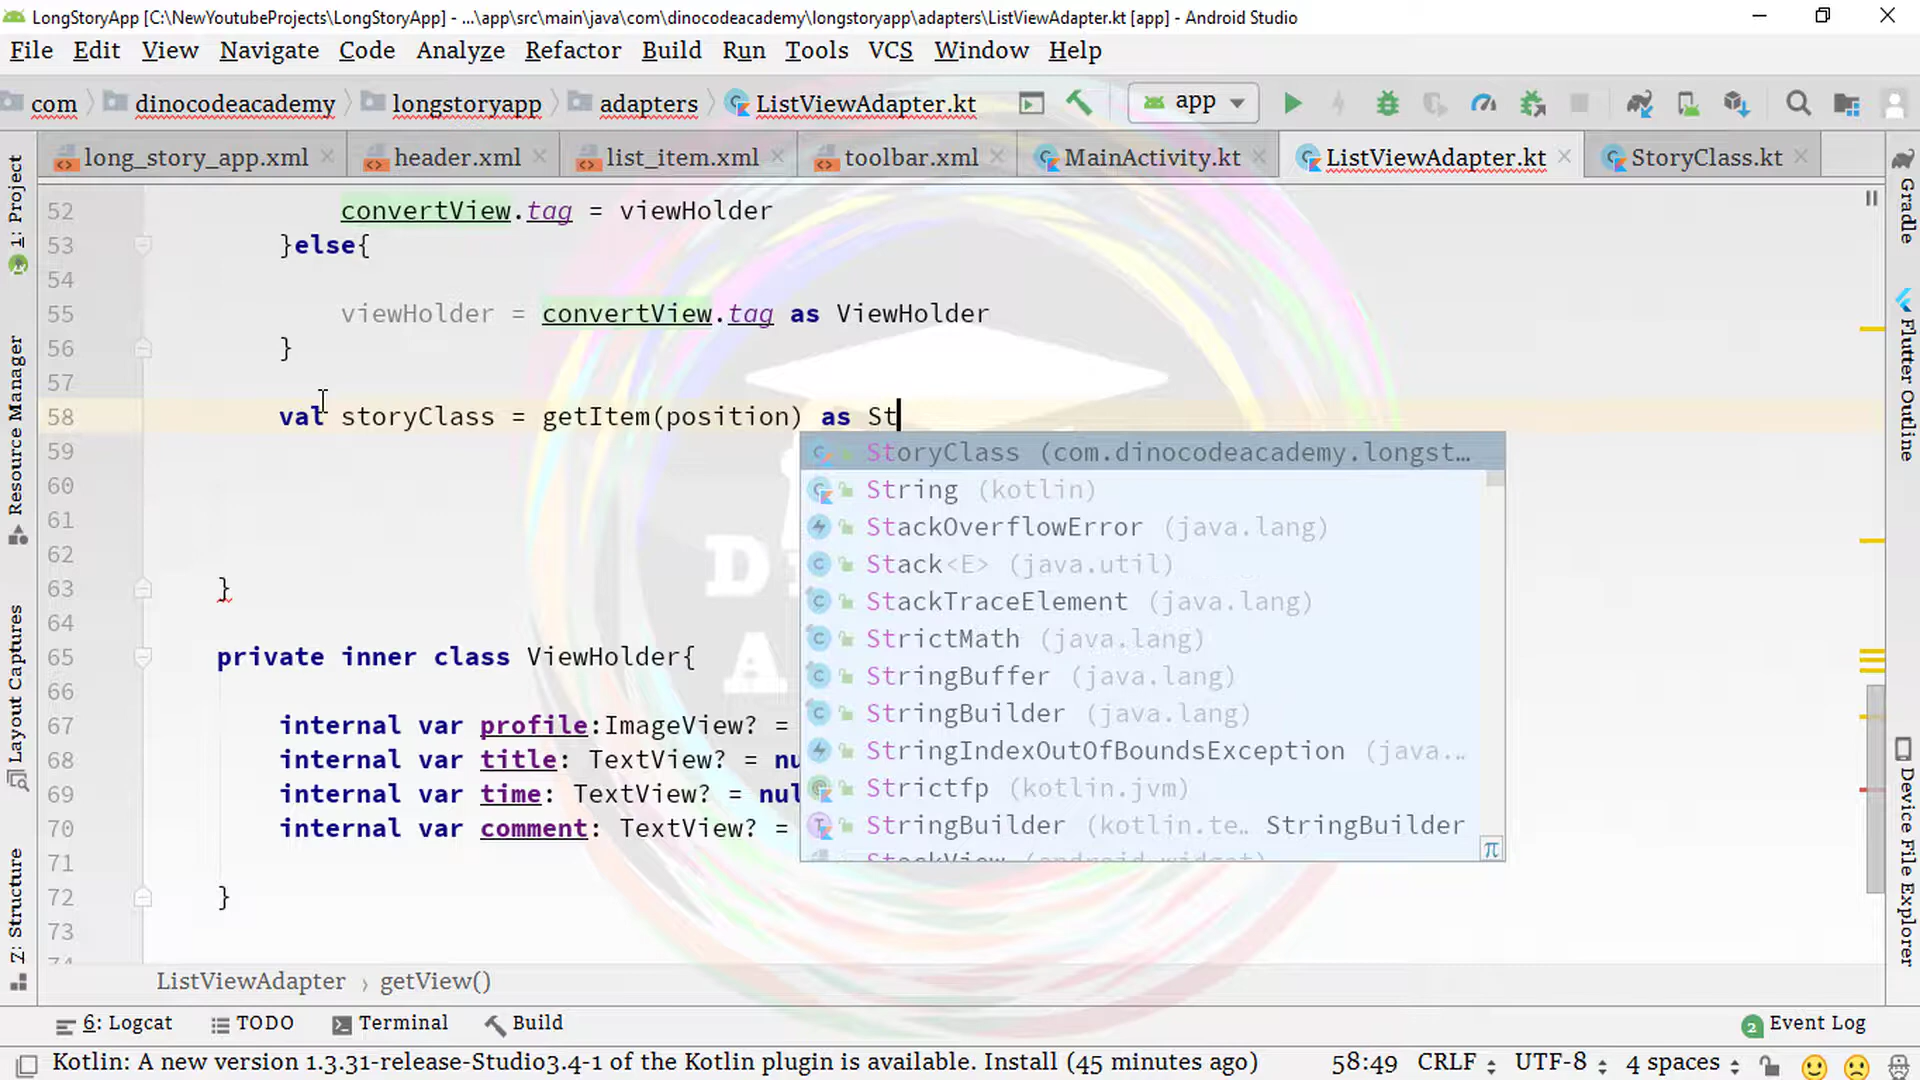 Android App [C:\NewYoutubeProjects\LongStoryApp] - ...\app\src\main\java\com\dinocodeacademy\longstoryapp\adapters\ListViewAdapter.kt [app] - Android Studio
File Edit View Navigate Code Analyze Refactor Build Run Tools VCS Window Help
com dinocodeacademy longstoryapp adapters ListViewAdapter.kt app
long_story_app.xml header.xml list_item.xml toolbar.xml MainActivity.kt ListViewAdapter.kt StoryClass.kt
52 convertView.tag = viewHolder
53 }else{
54
55 viewHolder = convertView.tag as ViewHolder
56 }
57
58 val storyClass = getItem(position) as St
59
60
61
62
63 }
64
65 private inner class ViewHolder{
66
67 internal var profile:ImageView? =
68 internal var title: TextView? = nu
69 internal var time: TextView? = nul
70 internal var comment: TextView? =
71
72 }
73
StoryClass (com.dinocodeacademy.longst...
String (kotlin)
StackOverflowError (java.lang)
Stack<E> (java.util)
StackTraceElement (java.lang)
StrictMath (java.lang)
StringBuffer (java.lang)
StringBuilder (java.lang)
StringIndexOutOfBoundsException (java...
Strictfp (kotlin.jvm)
StringBuilder (kotlin.te… StringBuilder
StackView (android.widget)
π
D
A
1: Project
Resource Manager
Layout Captures
Z: Structure
Gradle
Flutter Outline
Device File Explorer
ListViewAdapter › getView()
6: Logcat TODO Terminal Build 2 Event Log
Kotlin: A new version 1.3.31-release-Studio3.4-1 of the Kotlin plugin is available. Install (45 minutes ago) 58:49 CRLF UTF-8 4 spaces